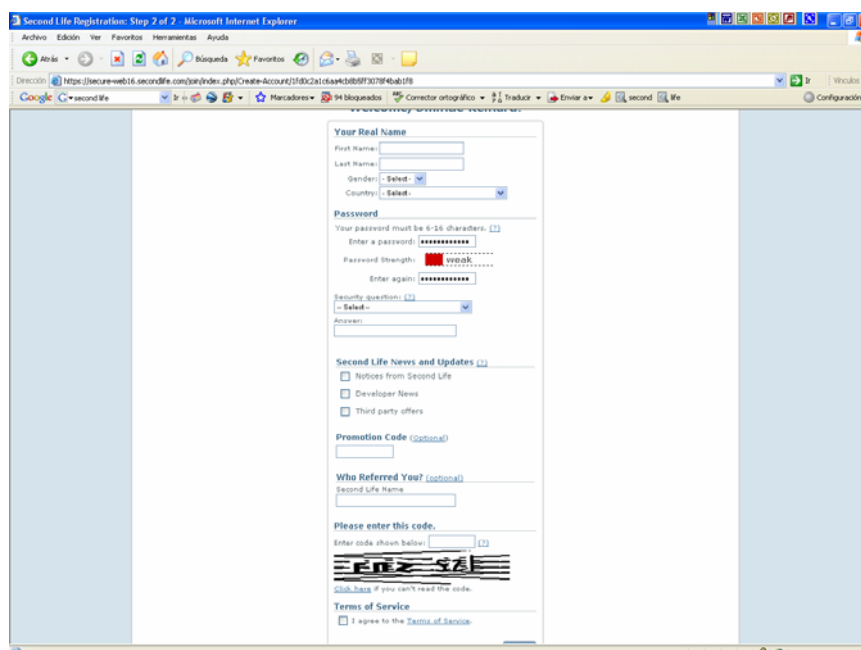 Second Life Registration: Step 2 of 2 - Microsoft Internet Explorer
Archivo Edición Ver Favoritos Herramientas Ayuda
Atrás Búsqueda Favoritos
Dirección https://secure-web16.secondlife.com/join/index.php/Create-Account/ Ir Vínculos
Google second life Ir Marcadores 94 bloqueados Corrector ortográfico Traducir Enviar a second life Configuración
Welcome,
Your Real Name
First Name:
Last Name:
Gender: - Select -
Country: - Select -
Password
Your password must be 6-16 characters. [?]
Enter a password: ••••••••••••
Password Strength: weak
Enter again: ••••••••••••
Security question: [?]
-- Select --
Answer:
Second Life News and Updates [?]
Notices from Second Life
Developer News
Third party offers
Promotion Code (Optional)
Who Referred You? (optional)
Second Life Name
Please enter this code.
Enter code shown below: [?]
Click here if you can't read the code.
Terms of Service
I agree to the Terms of Service.